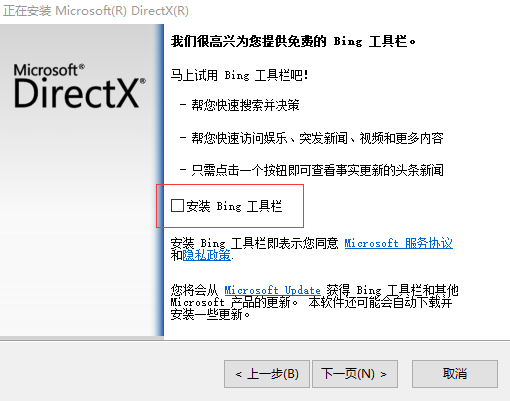 正在安装 Microsoft(R) DirectX(R)
Microsoft®
DirectX®
我们很高兴为您提供免费的 Bing 工具栏。
马上试用 Bing 工具栏吧！
- 帮您快速搜索并决策
- 帮您快速访问娱乐、突发新闻、视频和更多内容
- 只需点击一个按钮即可查看事实更新的头条新闻
安装 Bing 工具栏
安装 Bing 工具栏即表示您同意 Microsoft 服务协议
和隐私政策.
您将会从 Microsoft Update 获得 Bing 工具栏和其他
Microsoft 产品的更新。 本软件还可能会自动下载并
安装一些更新。
< 上一步(B)
下一页(N) >
取消